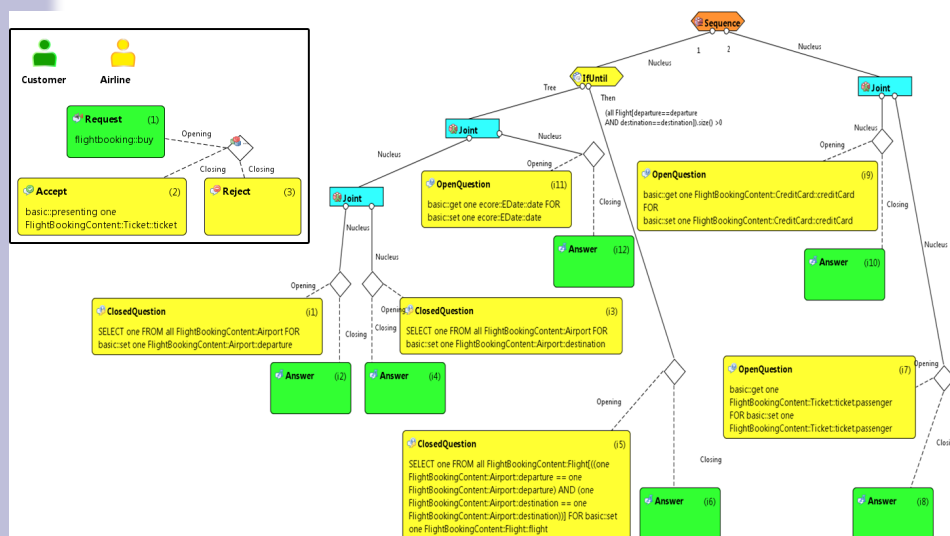 Sequence
1
2
Nucleus
Nucleus
IfUntil
Joint
Tree
Then
(all Flight[departure==departure
AND destination==destination]).size() >0
Customer
Airline
Request
(1)
flightbooking::buy
Opening
Closing
Closing
Accept
(2)
basic::presenting one
FlightBookingContent::Ticket::ticket
Reject
(3)
Joint
Nucleus
Nucleus
Opening
OpenQuestion
(i11)
basic::get one ecore::EDate::date FOR
basic::set one ecore::EDate::date
Closing
Answer
(i12)
Nucleus
Opening
OpenQuestion
(i9)
basic::get one FlightBookingContent::CreditCard::creditCard
FOR
basic::set one FlightBookingContent::CreditCard::creditCard
Closing
Answer
(i10)
Nucleus
Joint
Nucleus
Nucleus
Opening
ClosedQuestion
(i1)
SELECT one FROM all FlightBookingContent::Airport FOR
basic::set one FlightBookingContent::Airport::departure
Closing
Answer
(i2)
Opening
ClosedQuestion
(i3)
SELECT one FROM all FlightBookingContent::Airport FOR
basic::set one FlightBookingContent::Airport::destination
Closing
Answer
(i4)
Opening
ClosedQuestion
(i5)
SELECT one FROM all FlightBookingContent::Flight[((one
FlightBookingContent::Airport::departure == one
FlightBookingContent::Airport::departure) AND (one
FlightBookingContent::Airport::destination == one
FlightBookingContent::Airport::destination))] FOR basic::set
one FlightBookingContent::Flight::flight
Closing
Answer
(i6)
Opening
OpenQuestion
(i7)
basic::get one
FlightBookingContent::Ticket::ticket.passenger
FOR basic::set one
FlightBookingContent::Ticket::ticket.passenger
Closi
Answer
(i8)